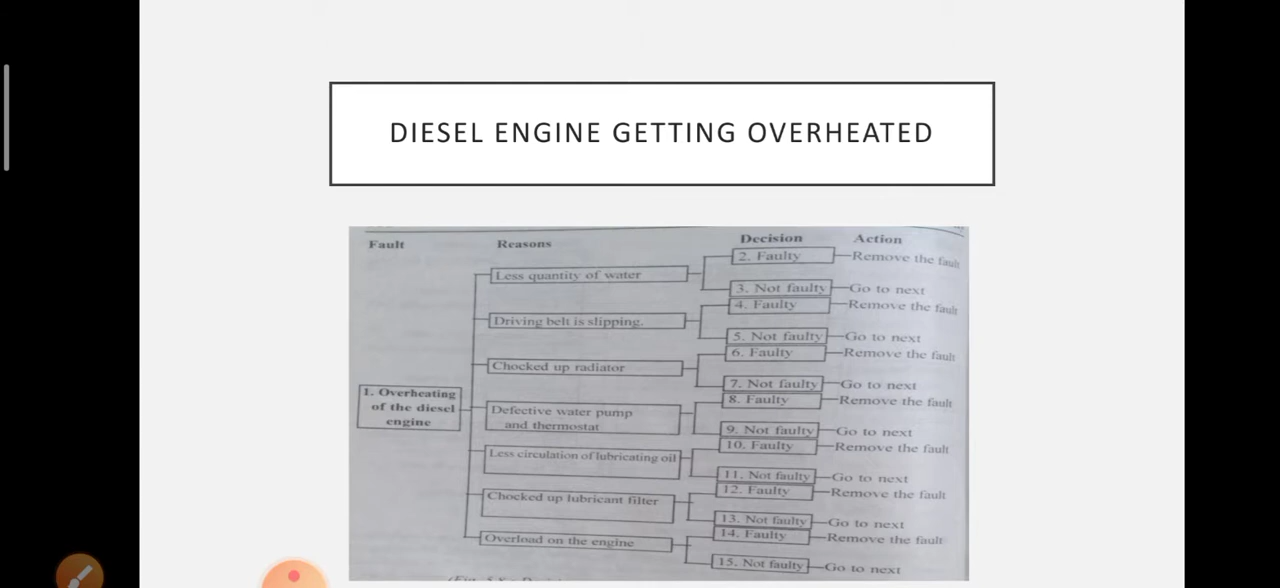 DIESEL ENGINE GETTING OVERHEATED
Fault Reasons Decision Action
2. Faulty Remove the fault
Less quantity of water
3. Not faulty Go to next
4. Faulty Remove the fault
Driving belt is slipping.
5. Not faulty Go to next
6. Faulty Remove the fault
Chocked up radiator
7. Not faulty Go to next
1. Overheating
of the diesel
engine
8. Faulty Remove the fault
Defective water pump
and thermostat
9. Not faulty Go to next
10. Faulty Remove the fault
Less circulation of lubricating oil
11. Not faulty Go to next
12. Faulty Remove the fault
Chocked up lubricant filter
13. Not faulty Go to next
14. Faulty Remove the fault
Overload on the engine
15. Not faulty Go to next